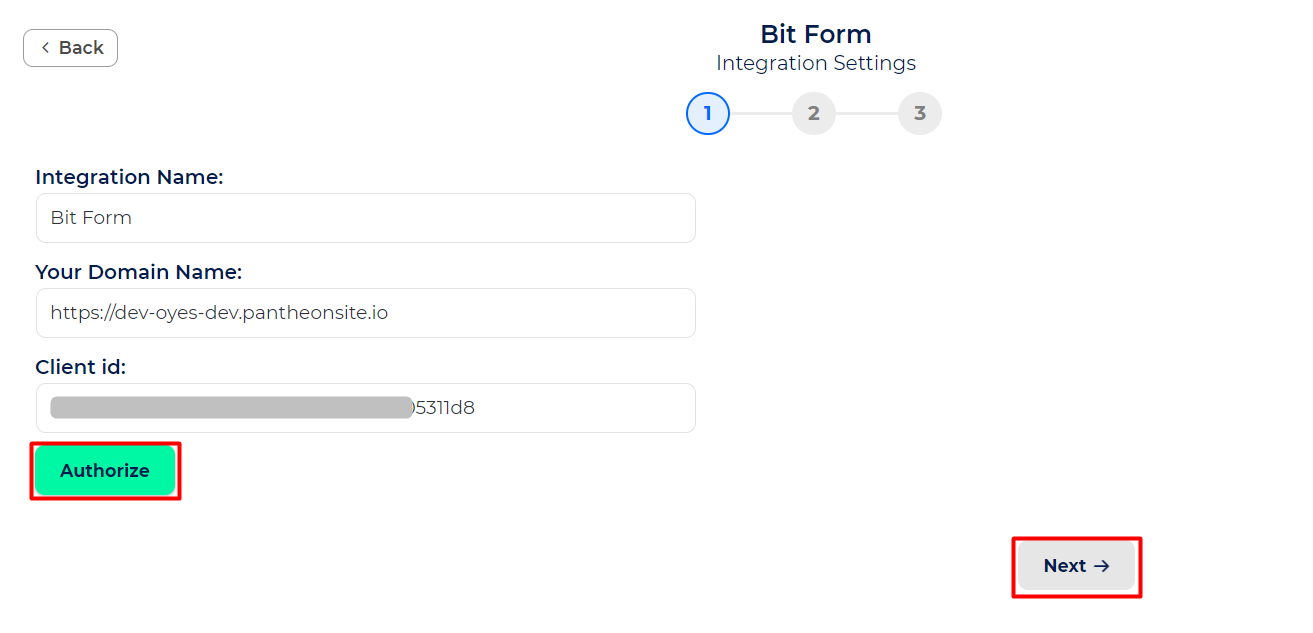 Back
Bit Form
Integration Settings
1 2 3
Integration Name:
Bit Form
Your Domain Name:
https://dev-oyes-dev.pantheonsite.io
Client id:
5311d8
Authorize
Next →